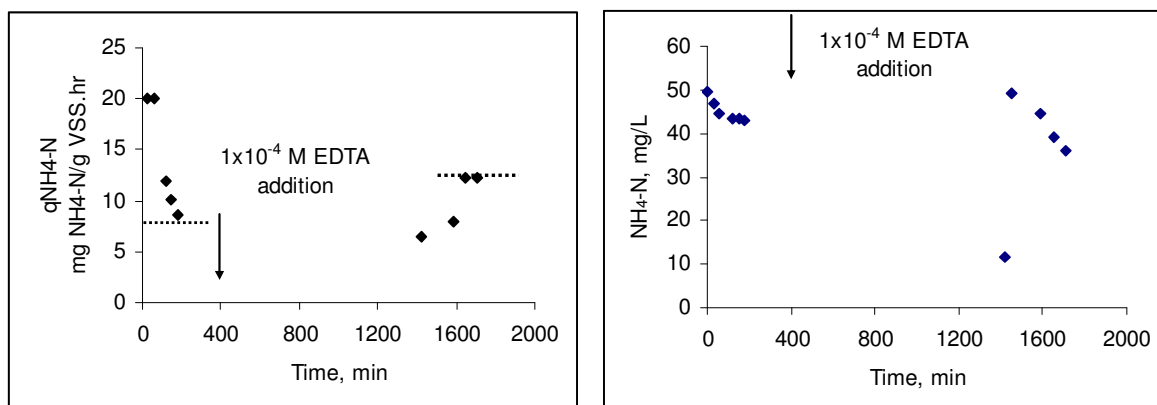 25
20
15
10
5
0
qNH4-N
mg NH4-N/g VSS.hr
1x10⁻⁴ M EDTA
addition
0 400 800 1200 1600 2000
Time, min
60
50
40
30
20
10
0
NH₄-N, mg/L
1x10⁻⁴ M EDTA
addition
0 400 800 1200 1600 2000
Time, min